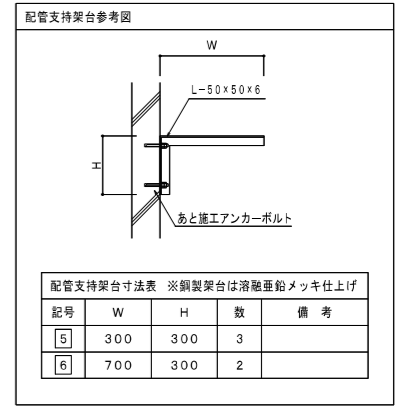 配管支持架台参考図
W
L-50×50×6
H
あと施工アンカーボルト
配管支持架台寸法表 ※鋼製架台は溶融亜鉛メッキ仕上げ
記号 W H 数 備考
5 300 300 3
6 700 300 2